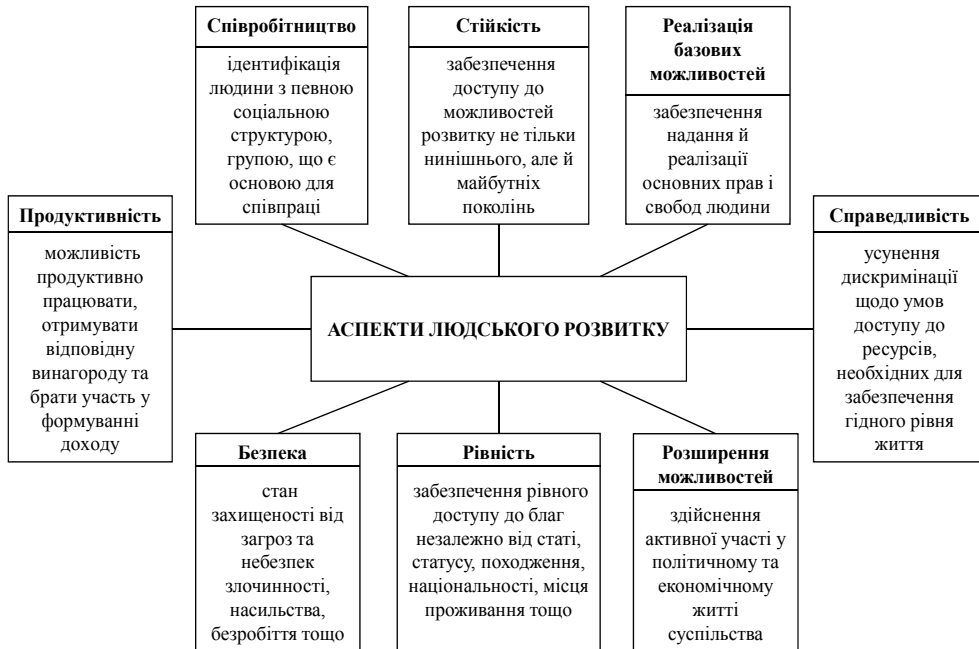 Співробітництво
ідентифікація
людини з певною
соціальною
структурою,
групою, що є
основою для
співпраці
Стійкість
забезпечення
доступу до
можливостей
розвитку не тільки
нинішнього, але й
майбутніх
поколінь
Реалізація
базових
можливостей
забезпечення
надання й
реалізації
основних прав і
свобод людини
Продуктивність
можливість
продуктивно
працювати,
отримувати
відповідну
винагороду та
брати участь у
формуванні
доходу
АСПЕКТИ ЛЮДСЬКОГО РОЗВИТКУ
Справедливість
усунення
дискримінації
щодо умов
доступу до
ресурсів,
необхідних для
забезпечення
гідного рівня
життя
Безпека
стан
захищеності від
загроз та
небезпек
злочинності,
насильства,
безробіття тощо
Рівність
забезпечення рівного
доступу до благ
незалежно від статі,
статусу, походження,
національності, місця
проживання тощо
Розширення
можливостей
здійснення
активної участі у
політичному та
економічному
житті
суспільства